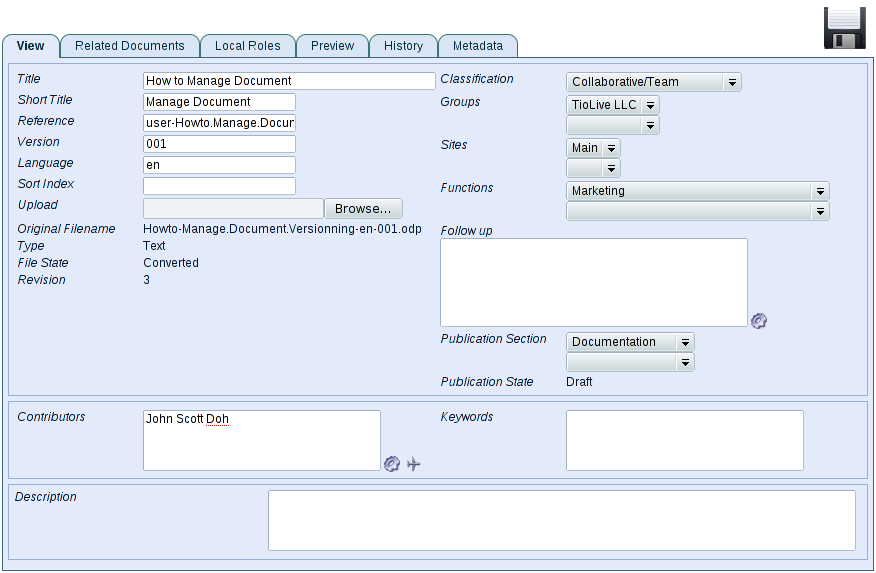 View Related Documents Local Roles Preview History Metadata
Title How to Manage Document
Short Title Manage Document
Reference user-Howto.Manage.Docun
Version 001
Language en
Sort Index
Upload Browse...
Original Filename Howto-Manage.Document.Versionning-en-001.odp
Type Text
File State Converted
Revision 3
Classification Collaborative/Team
Groups TioLive LLC
Sites Main
Functions Marketing
Follow up
Publication Section Documentation
Publication State Draft
Contributors John Scott Doh
Keywords
Description